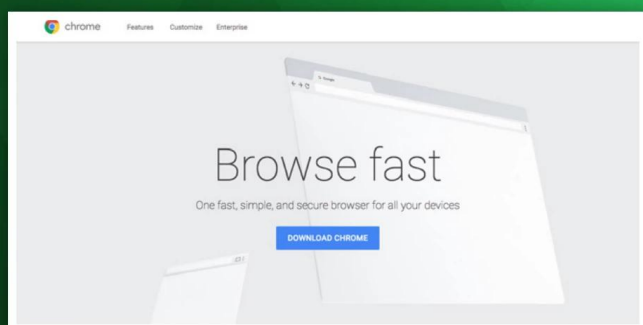 chrome
Features Customize Enterprise
Browse fast
One fast, simple, and secure browser for all your devices
DOWNLOAD CHROME